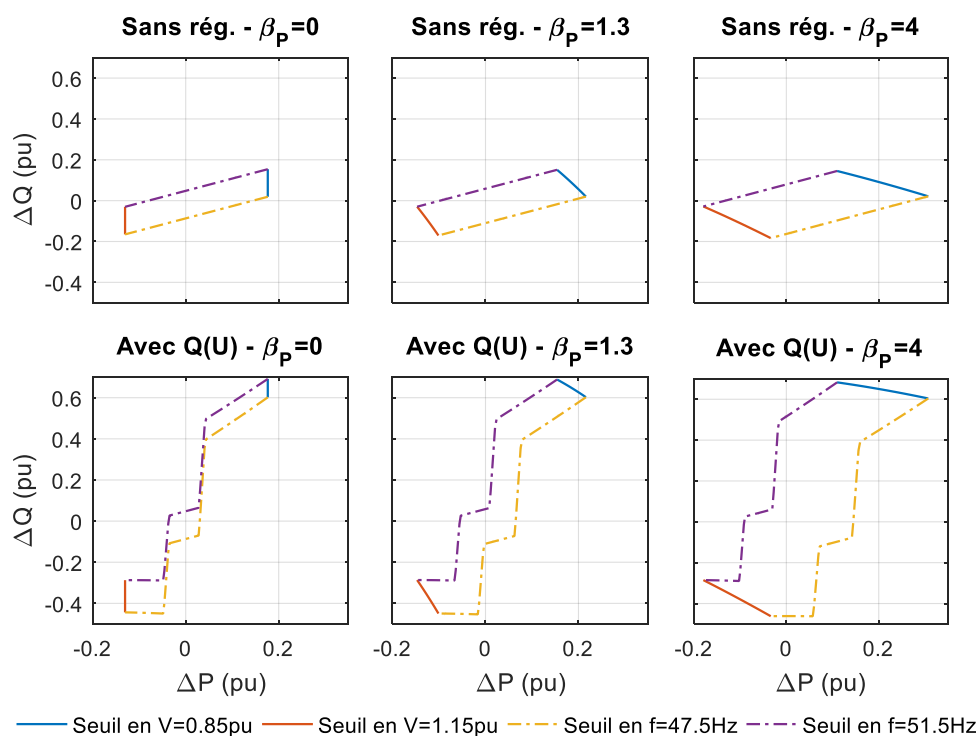 Sans rég. - βP=0
Sans rég. - βP=1.3
Sans rég. - βP=4
ΔQ (pu)
0.6
0.4
0.2
0
-0.2
-0.4
Avec Q(U) - βP=0
Avec Q(U) - βP=1.3
Avec Q(U) - βP=4
ΔQ (pu)
0.6
0.4
0.2
0
-0.2
-0.4
-0.2 0 0.2
-0.2 0 0.2
-0.2 0 0.2
ΔP (pu)
ΔP (pu)
ΔP (pu)
Seuil en V=0.85pu Seuil en V=1.15pu Seuil en f=47.5Hz Seuil en f=51.5Hz